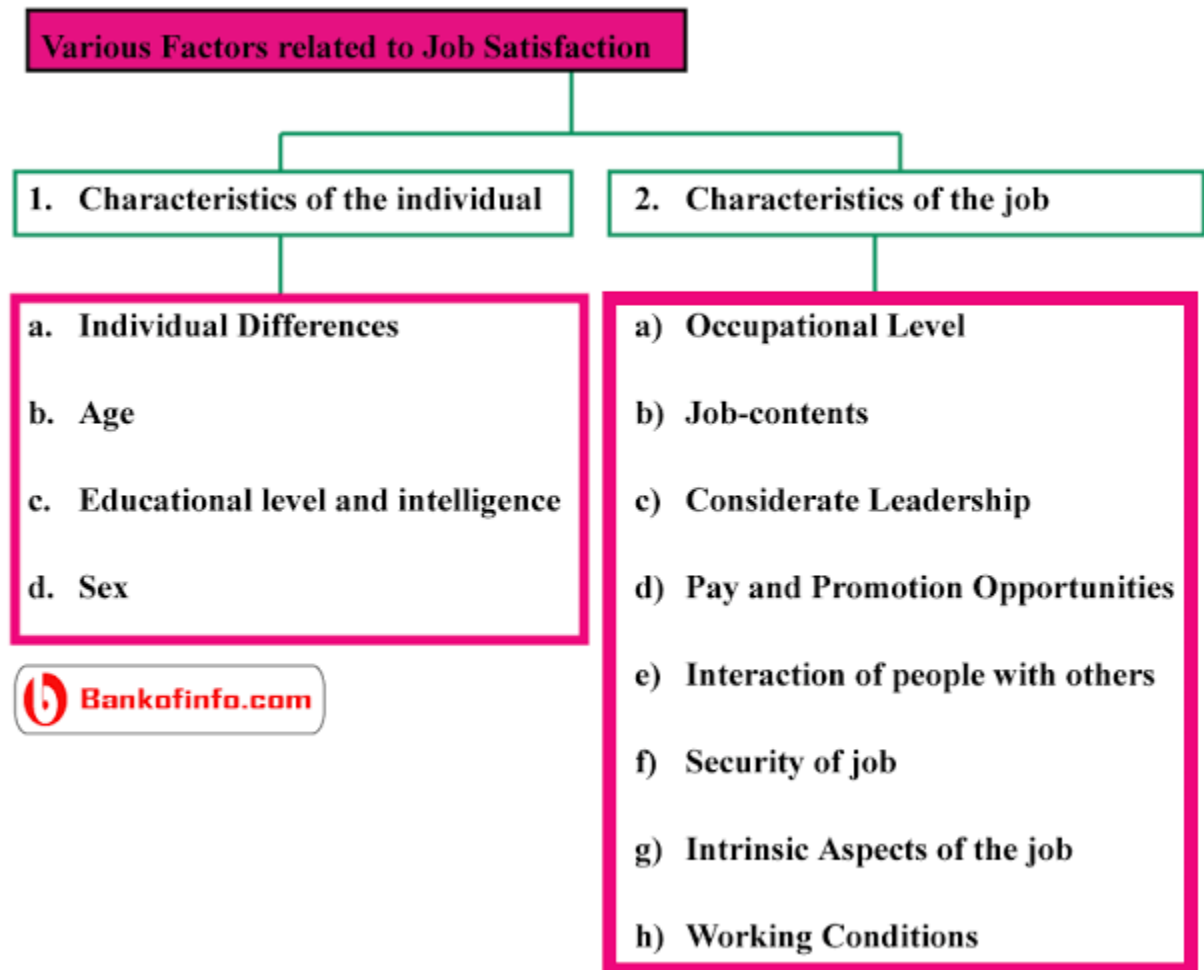 Various Factors related to Job Satisfaction
1. Characteristics of the individual
a. Individual Differences
b. Age
c. Educational level and intelligence
d. Sex
Bankofinfo.com
2. Characteristics of the job
a) Occupational Level
b) Job-contents
c) Considerate Leadership
d) Pay and Promotion Opportunities
e) Interaction of people with others
f) Security of job
g) Intrinsic Aspects of the job
h) Working Conditions